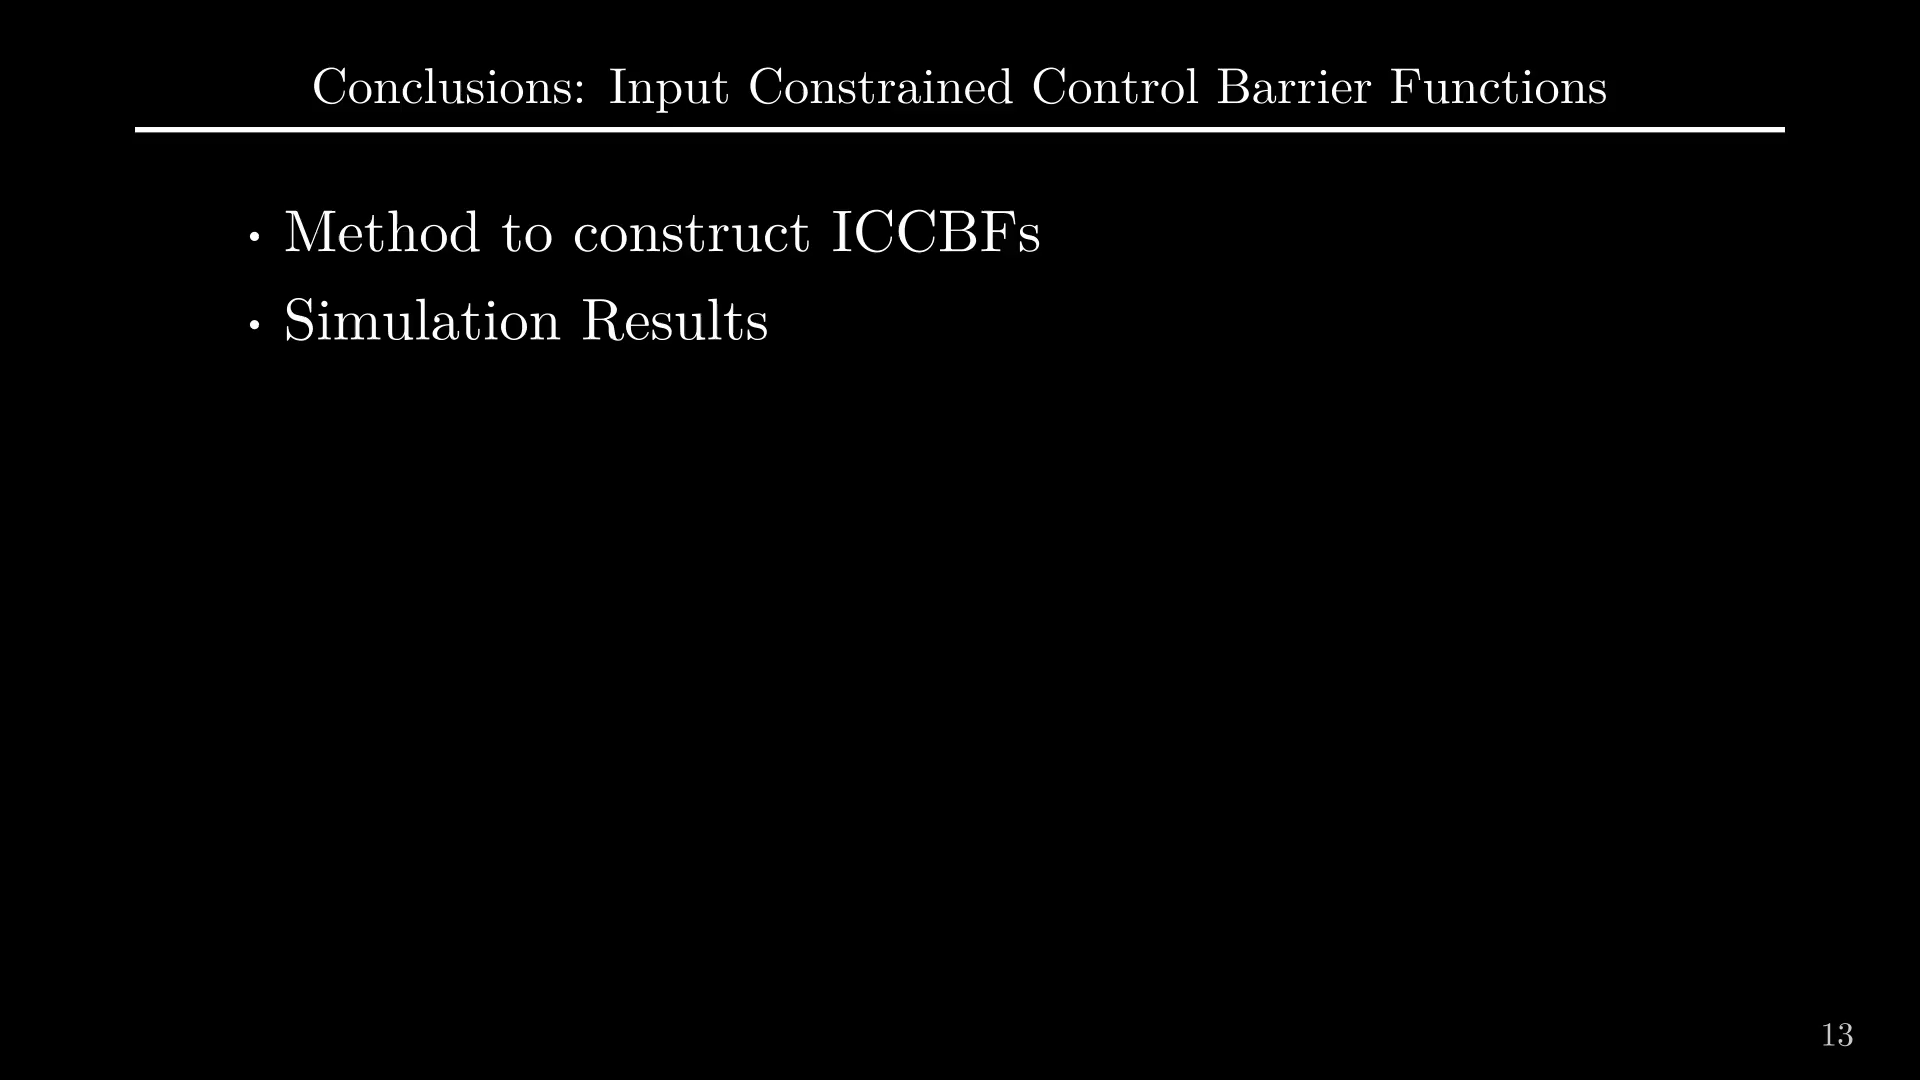 Conclusions: Input Constrained Control Barrier Functions
• Method to construct ICCBFs
• Simulation Results
13